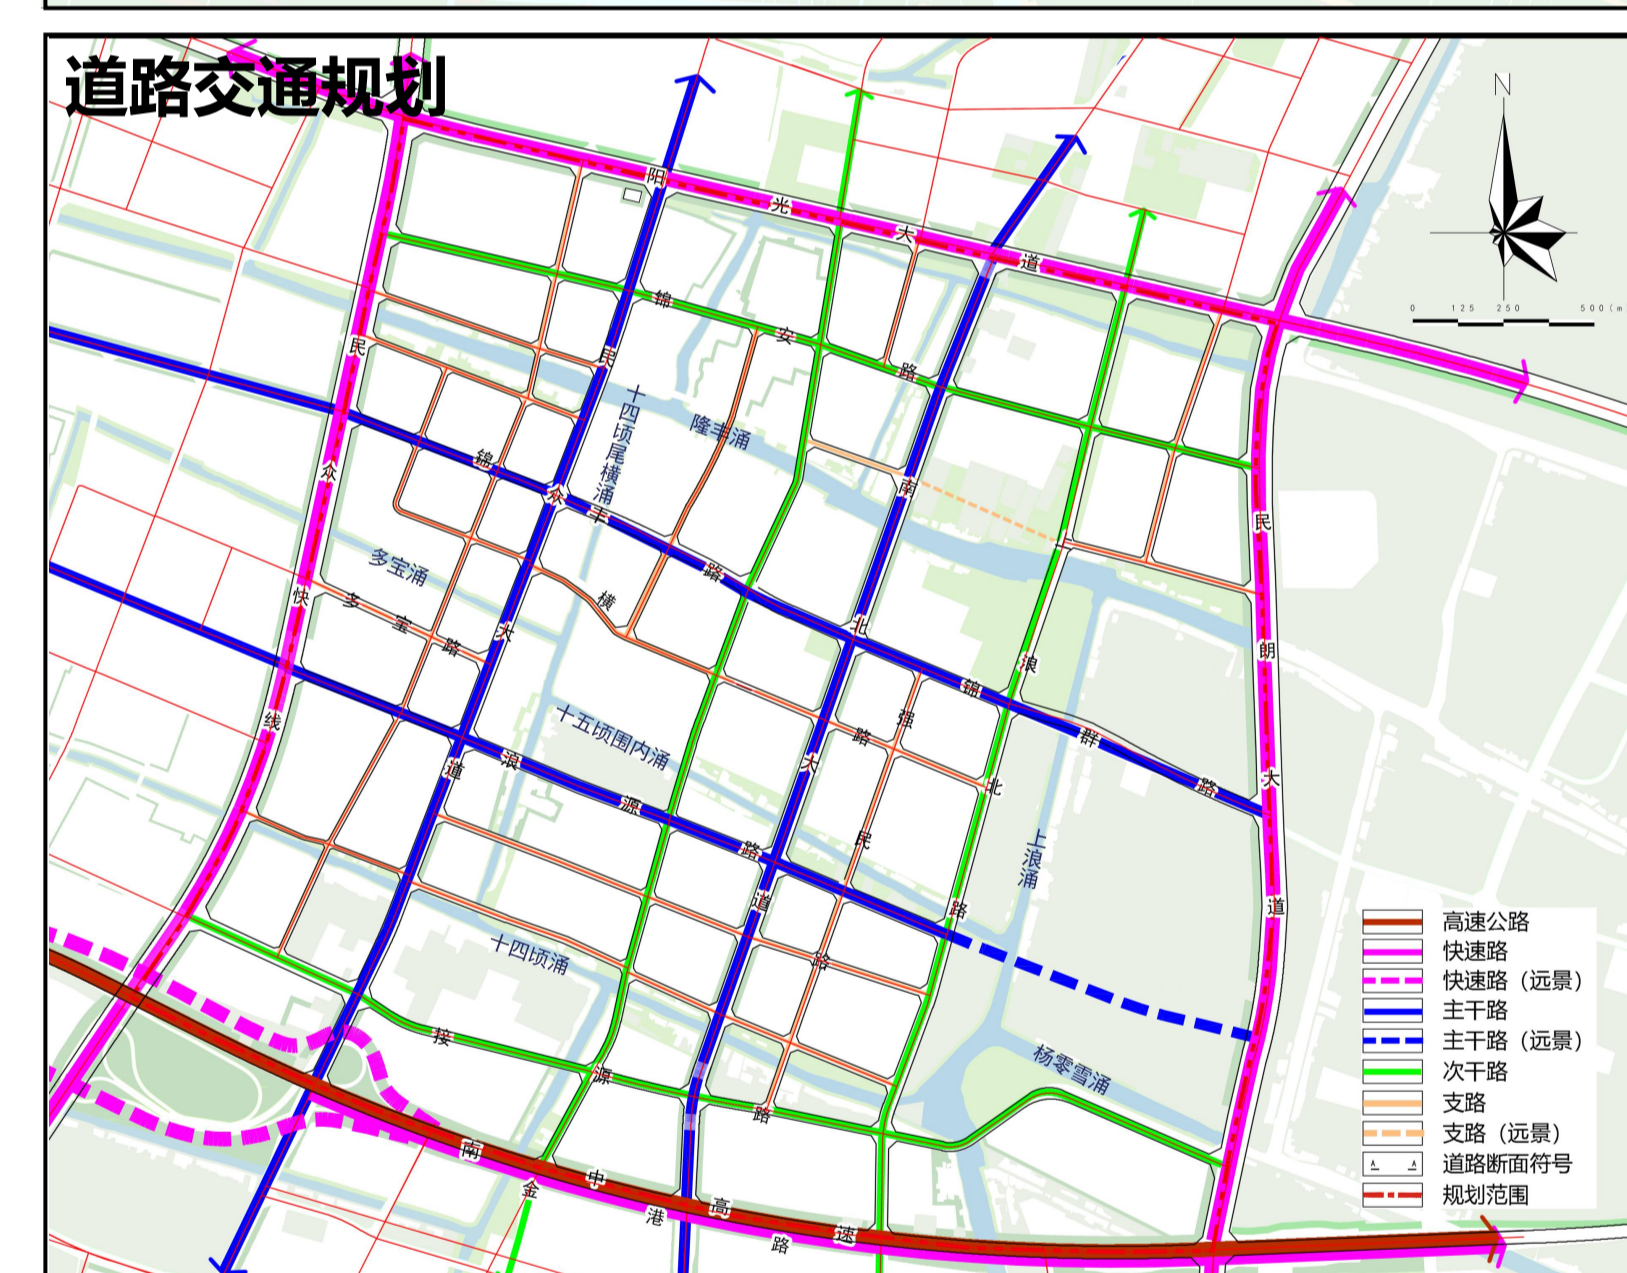 道路交通规划
N
0 125 250 500(m
阳光大道
锦安路
民众快线
民众大道
锦丰路
锦群路
十四顷尾横涌
隆丰涌
多宝涌
多宝路
横路
南北大道
上浪北路
强民路
民朗大道
十五顷围内涌
浪源路
上浪涌
十四顷涌
杨零雪涌
接源路
南中高速
金港路
高速公路
快速路
快速路（远景）
主干路
主干路（远景）
次干路
支路
支路（远景）
A A 道路断面符号
规划范围